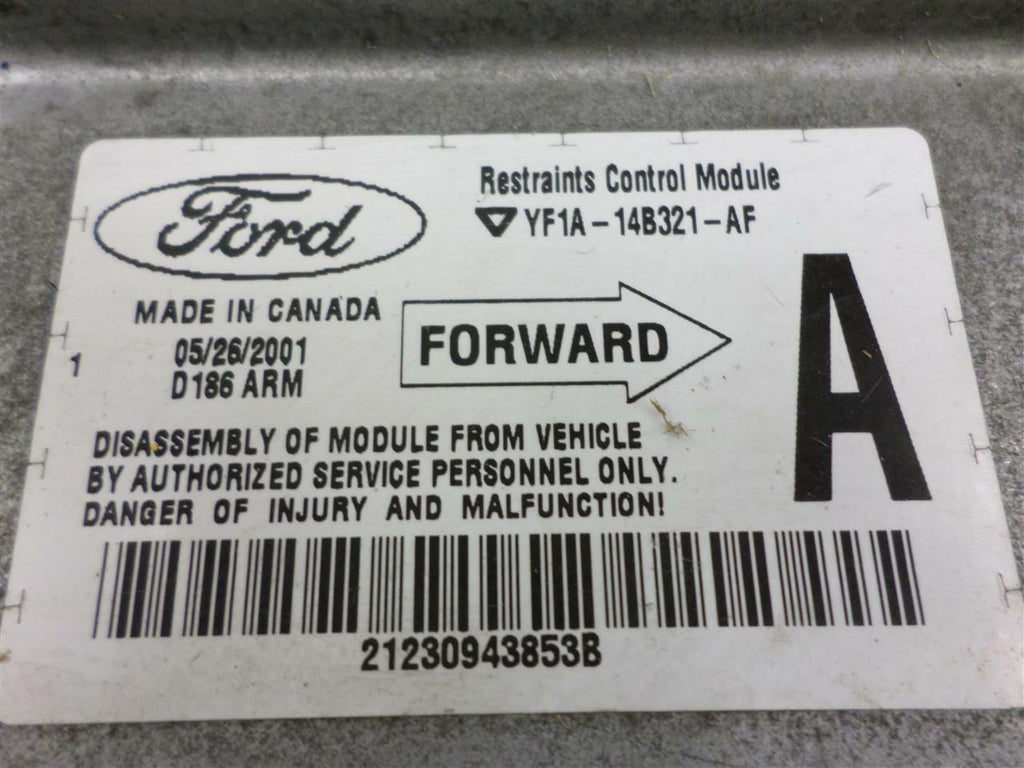 Ford
Restraints Control Module
YF1A-14B321-AF
MADE IN CANADA
05/26/2001
D186 ARM
1
FORWARD
A
DISASSEMBLY OF MODULE FROM VEHICLE
BY AUTHORIZED SERVICE PERSONNEL ONLY.
DANGER OF INJURY AND MALFUNCTION!
21230943853B